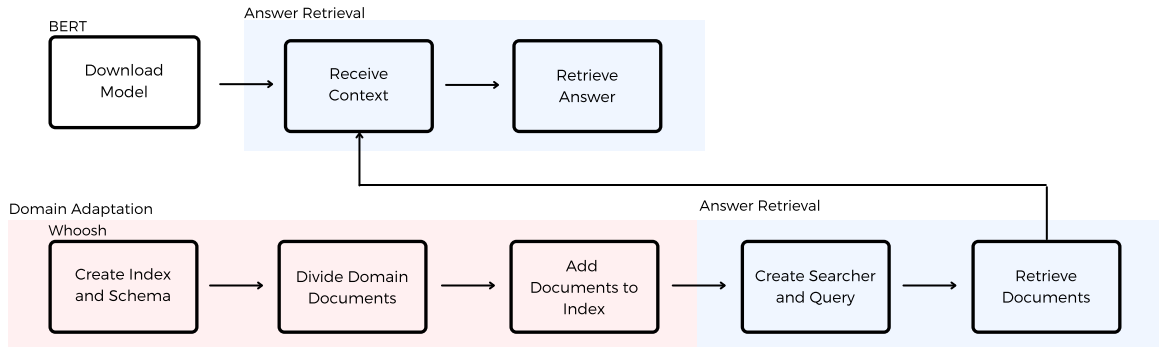 Answer Retrieval
BERT
Download
Model
Receive
Context
Retrieve
Answer
Domain Adaptation
Answer Retrieval
Whoosh
Create Index
and Schema
Divide Domain
Documents
Add
Documents to
Index
Create Searcher
and Query
Retrieve
Documents